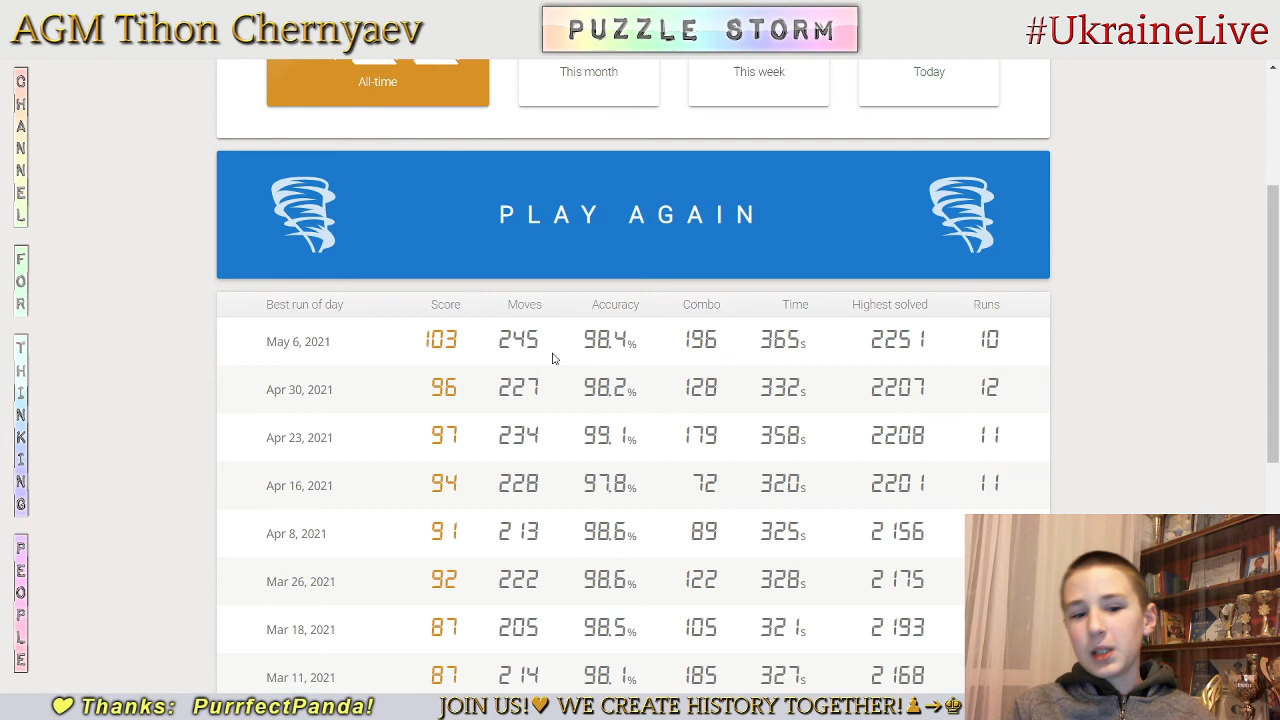 AGM Tihon Chernyaev
PUZZLE STORM
#UkraineLive
CHANNEL FOR THINKING PEOPLE
All-time
This month
This week
Today
PLAY AGAIN
Best run of day Score Moves Accuracy Combo Time Highest solved Runs
May 6, 2021 103 245 98.4% 196 365s 2251 10
Apr 30, 2021 96 227 98.2% 128 332s 2207 12
Apr 23, 2021 97 234 99.1% 179 358s 2208 11
Apr 16, 2021 94 228 97.8% 72 320s 2201 11
Apr 8, 2021 91 213 98.6% 89 325s 2156
Mar 26, 2021 92 222 98.6% 122 328s 2175
Mar 18, 2021 87 205 98.5% 105 321s 2193
Mar 11, 2021 87 214 98.1% 185 327s 2168
Thanks: PurrfectPanda!
JOIN US! WE CREATE HISTORY TOGETHER!